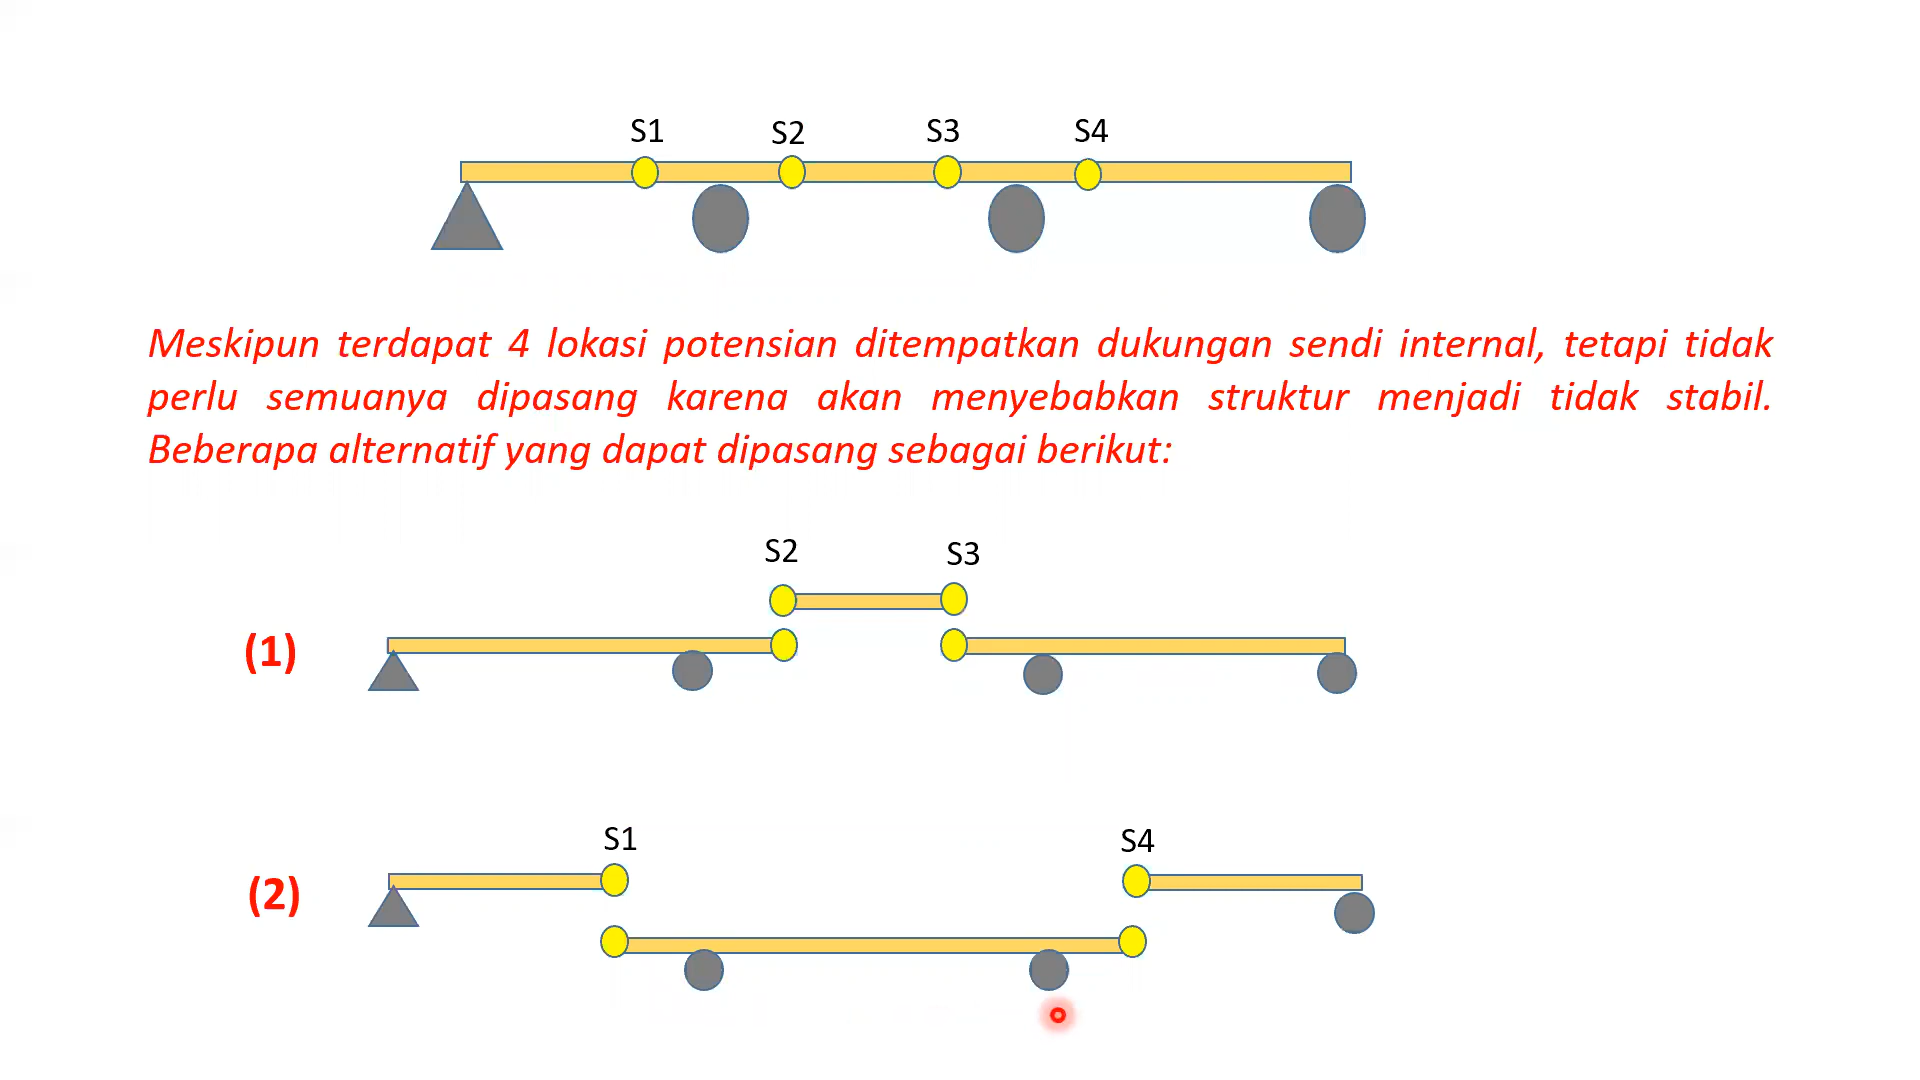 S1 S2 S3 S4
Meskipun terdapat 4 lokasi potensian ditempatkan dukungan sendi internal, tetapi tidak
perlu semuanya dipasang karena akan menyebabkan struktur menjadi tidak stabil.
Beberapa alternatif yang dapat dipasang sebagai berikut:
S2 S3
(1)
S1 S4
(2)